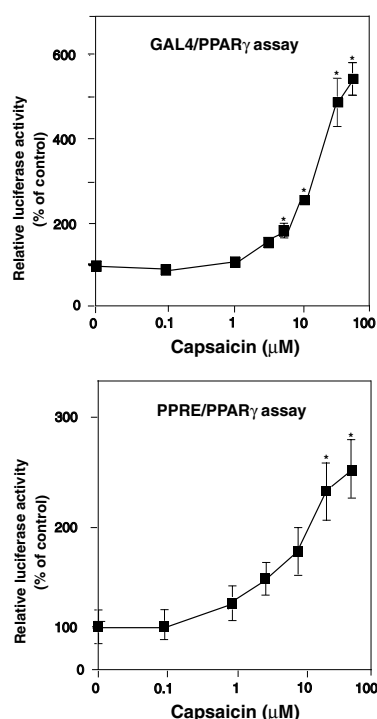 GAL4/PPARγ assay
Relative luciferase activity
(% of control)
600
400
200
100
0
0 0.1 1 10 100
Capsaicin (μM)
* * * *
PPRE/PPARγ assay
Relative luciferase activity
(% of control)
300
200
100
0
0 0.1 1 10 100
Capsaicin (μM)
* *